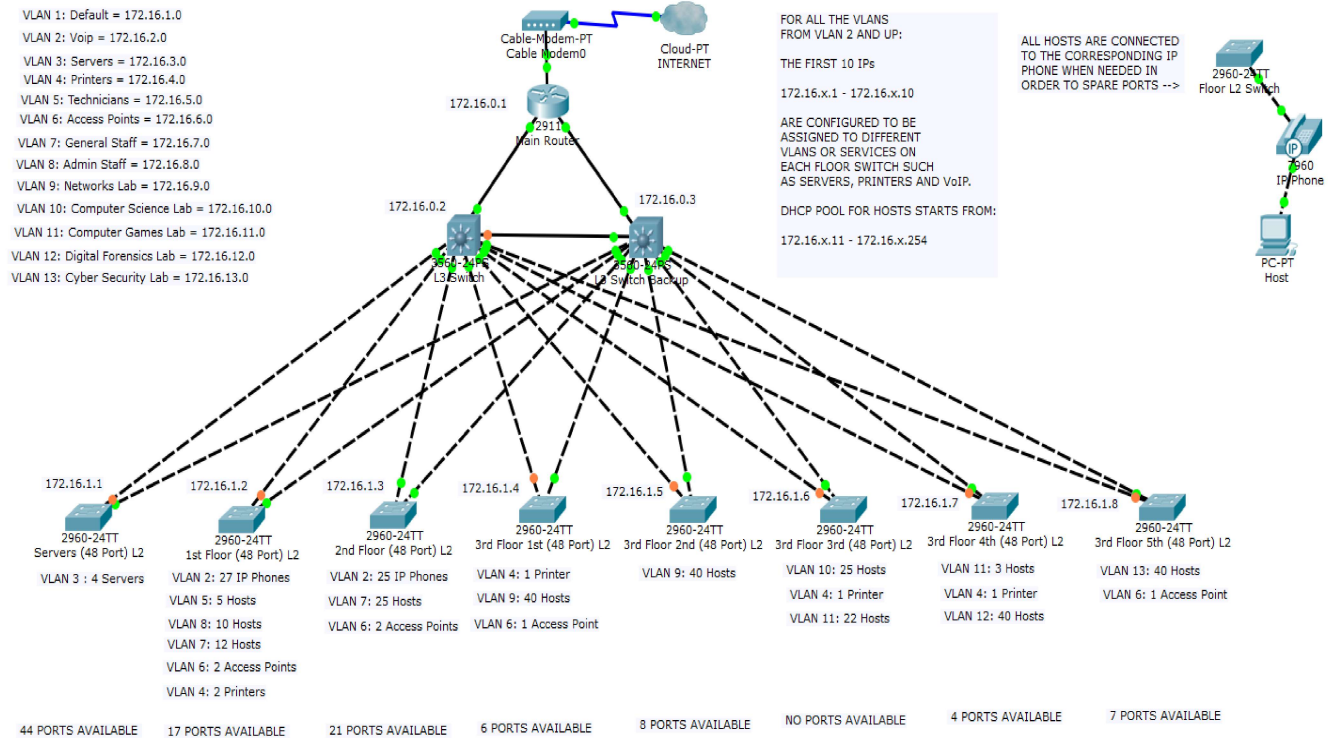 VLAN 1: Default = 172.16.1.0
VLAN 2: Voip = 172.16.2.0
VLAN 3: Servers = 172.16.3.0
VLAN 4: Printers = 172.16.4.0
VLAN 5: Technicians = 172.16.5.0
VLAN 6: Access Points = 172.16.6.0
VLAN 7: General Staff = 172.16.7.0
VLAN 8: Admin Staff = 172.16.8.0
VLAN 9: Networks Lab = 172.16.9.0
VLAN 10: Computer Science Lab = 172.16.10.0
VLAN 11: Computer Games Lab = 172.16.11.0
VLAN 12: Digital Forensics Lab = 172.16.12.0
VLAN 13: Cyber Security Lab = 172.16.13.0
Cable-Modem-PT
Cable Modem0
Cloud-PT
INTERNET
172.16.0.1
2911
Main Router
172.16.0.2
3560-24PS
L3 Switch
172.16.0.3
3560-24PS
L3 Switch Backup
FOR ALL THE VLANS
FROM VLAN 2 AND UP:
THE FIRST 10 IPs
172.16.x.1 - 172.16.x.10
ARE CONFIGURED TO BE
ASSIGNED TO DIFFERENT
VLANS OR SERVICES ON
EACH FLOOR SWITCH SUCH
AS SERVERS, PRINTERS AND VoIP.
DHCP POOL FOR HOSTS STARTS FROM:
172.16.x.11 - 172.16.x.254
ALL HOSTS ARE CONNECTED
TO THE CORRESPONDING IP
PHONE WHEN NEEDED IN
ORDER TO SPARE PORTS -->
2960-24TT
Floor L2 Switch
IP
7960
IP Phone
PC-PT
Host
172.16.1.1
2960-24TT
Servers (48 Port) L2
VLAN 3 : 4 Servers
44 PORTS AVAILABLE
172.16.1.2
2960-24TT
1st Floor (48 Port) L2
VLAN 2: 27 IP Phones
VLAN 5: 5 Hosts
VLAN 8: 10 Hosts
VLAN 7: 12 Hosts
VLAN 6: 2 Access Points
VLAN 4: 2 Printers
17 PORTS AVAILABLE
172.16.1.3
2960-24TT
2nd Floor (48 Port) L2
VLAN 2: 25 IP Phones
VLAN 7: 25 Hosts
VLAN 6: 2 Access Points
21 PORTS AVAILABLE
172.16.1.4
2960-24TT
3rd Floor 1st (48 Port) L2
VLAN 4: 1 Printer
VLAN 9: 40 Hosts
VLAN 6: 1 Access Point
6 PORTS AVAILABLE
172.16.1.5
2960-24TT
3rd Floor 2nd (48 Port) L2
VLAN 9: 40 Hosts
8 PORTS AVAILABLE
172.16.1.6
2960-24TT
3rd Floor 3rd (48 Port) L2
VLAN 10: 25 Hosts
VLAN 4: 1 Printer
VLAN 11: 22 Hosts
NO PORTS AVAILABLE
172.16.1.7
2960-24TT
3rd Floor 4th (48 Port) L2
VLAN 11: 3 Hosts
VLAN 4: 1 Printer
VLAN 12: 40 Hosts
4 PORTS AVAILABLE
172.16.1.8
2960-24TT
3rd Floor 5th (48 Port) L2
VLAN 13: 40 Hosts
VLAN 6: 1 Access Point
7 PORTS AVAILABLE